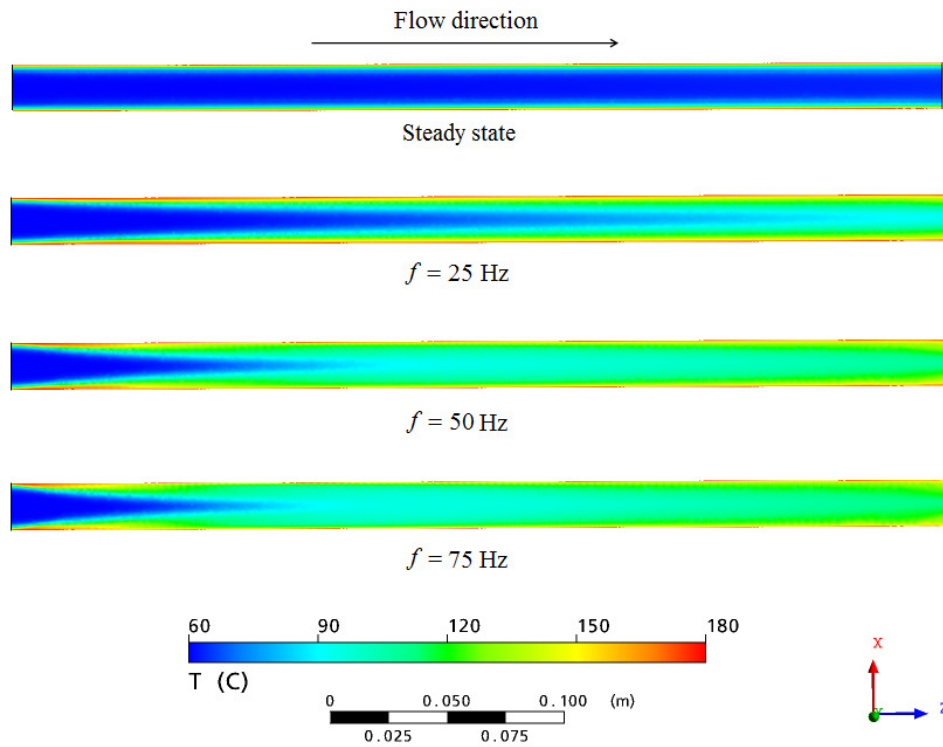 Flow direction
Steady state
f = 25 Hz
f = 50 Hz
f = 75 Hz
60 90 120 150 180
T (C)
0 0.050 0.100 (m)
0.025 0.075
X
Y
Z